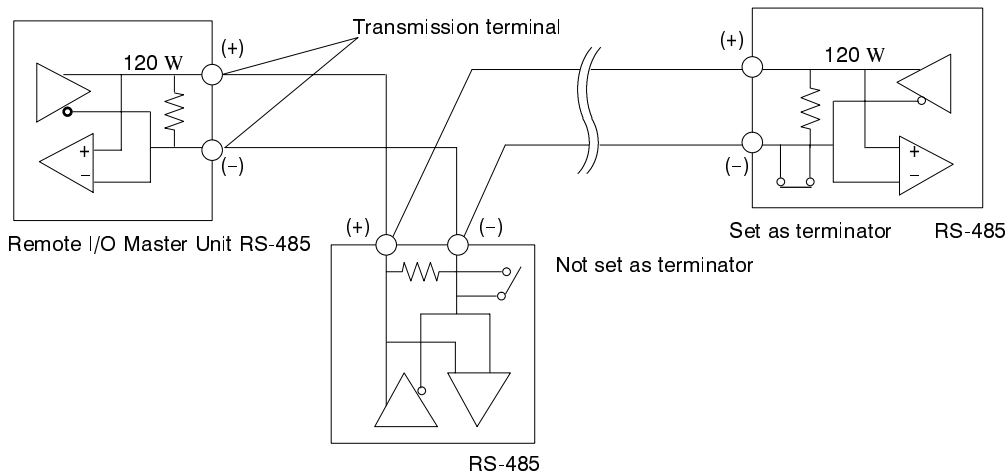 Transmission terminal
(+)
120 W
+
−
(−)
Remote I/O Master Unit RS-485
(+)
(−)
Not set as terminator
RS-485
(+)
120 W
+
−
(−)
Set as terminator
RS-485